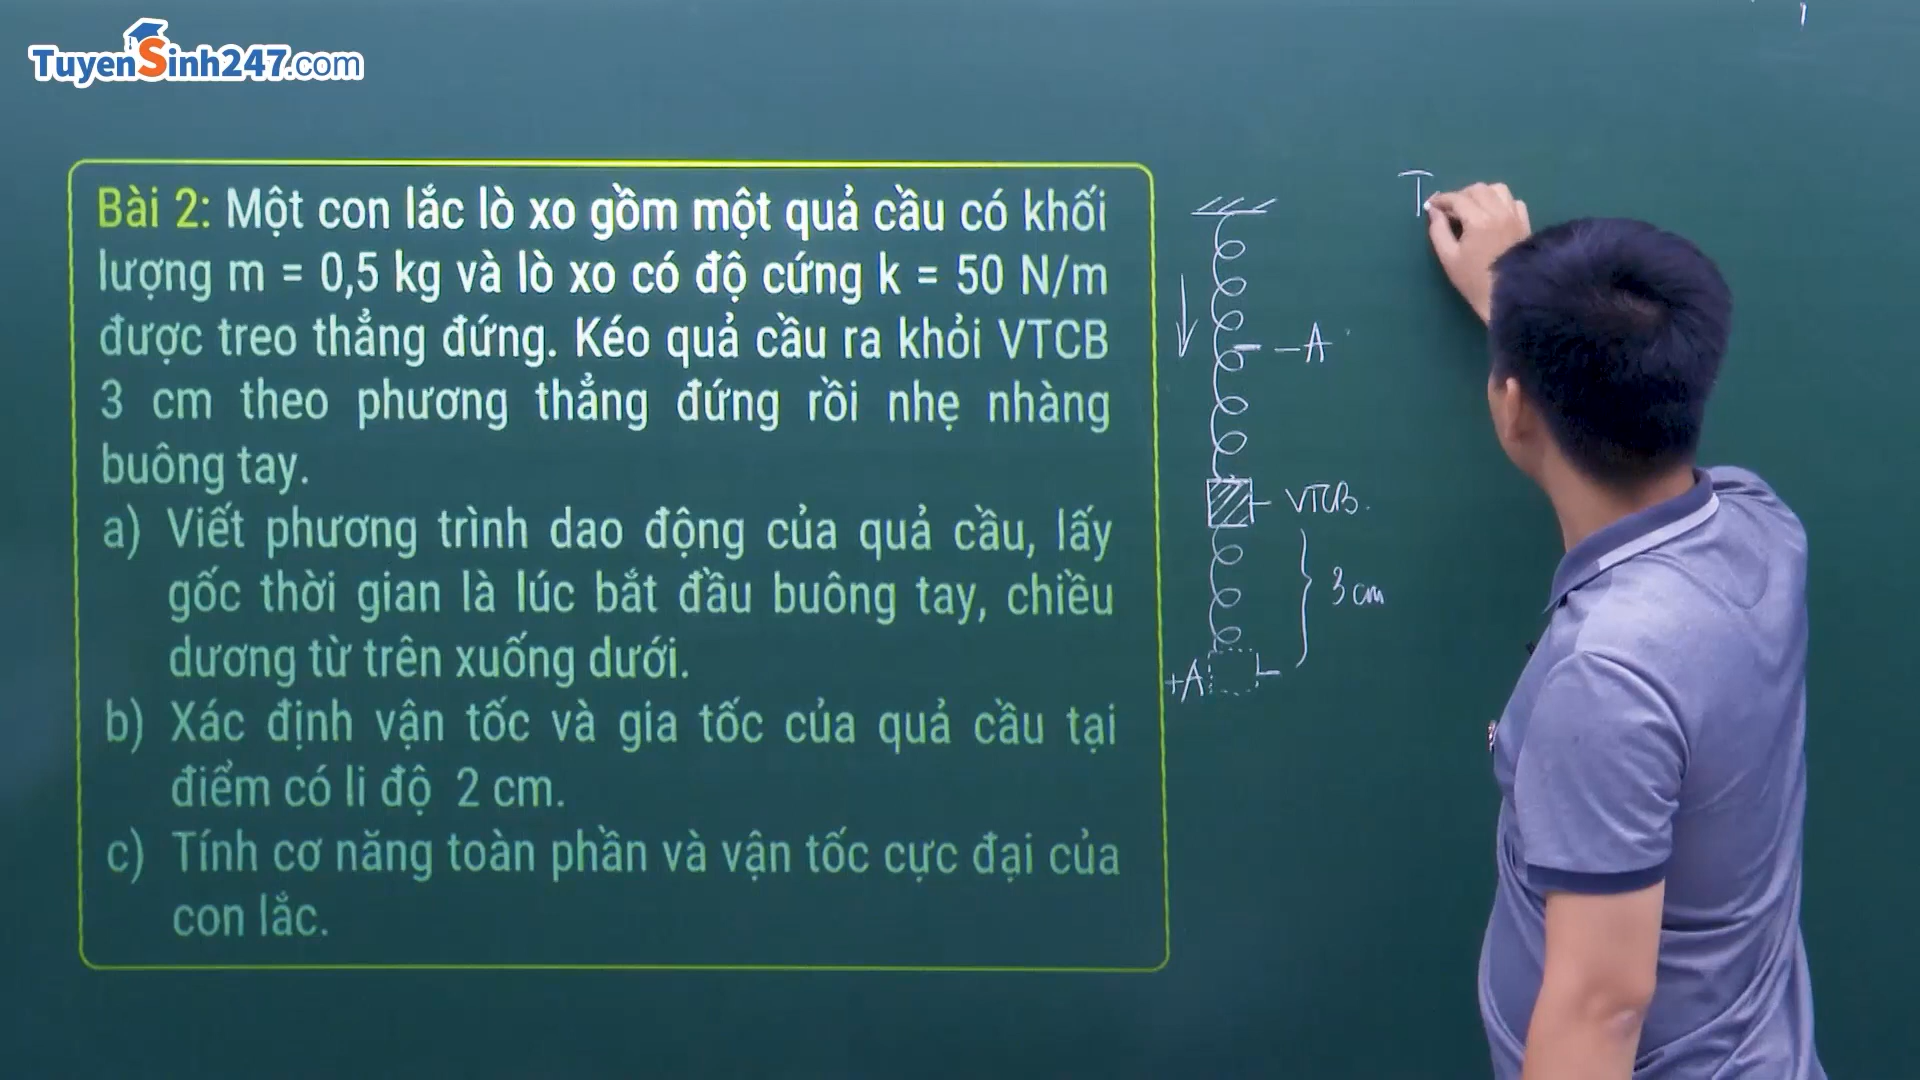 TuyenSinh247.com
Bài 2: Một con lắc lò xo gồm một quả cầu có khối
lượng m = 0,5 kg và lò xo có độ cứng k = 50 N/m
được treo thẳng đứng. Kéo quả cầu ra khỏi VTCB
3 cm theo phương thẳng đứng rồi nhẹ nhàng
buông tay.
a) Viết phương trình dao động của quả cầu, lấy
gốc thời gian là lúc bắt đầu buông tay, chiều
dương từ trên xuống dưới.
b) Xác định vận tốc và gia tốc của quả cầu tại
điểm có li độ 2 cm.
c) Tính cơ năng toàn phần và vận tốc cực đại của
con lắc.
-A
VTCB.
3 cm
+A
T